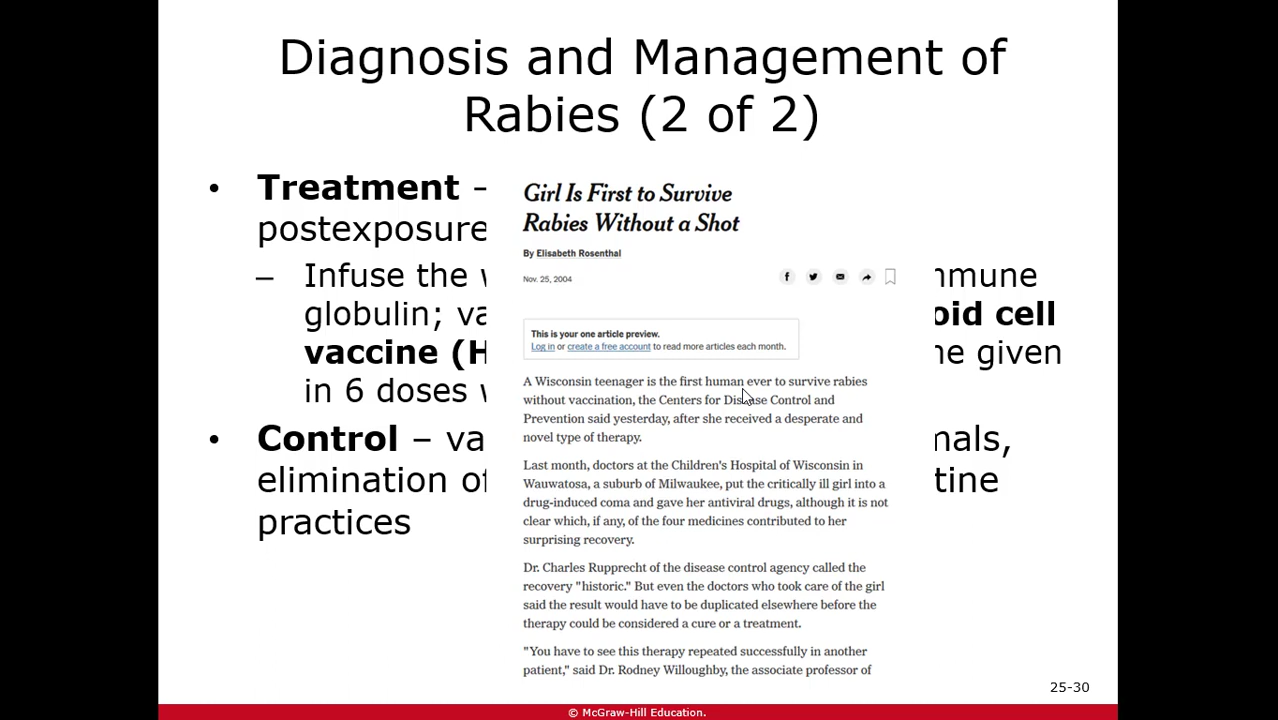 Diagnosis and Management of
Rabies (2 of 2)
• Treatment –
postexposure
– Infuse the
globulin;
vaccine
in 6 doses
• Control –
elimination
practices
Girl Is First to Survive
Rabies Without a Shot
By Elisabeth Rosenthal
Nov. 25, 2004
This is your one article preview.
Log in or create a free account to read more articles each month.
A Wisconsin teenager is the first human ever to survive rabies
without vaccination, the Centers for Disease Control and
Prevention said yesterday, after she received a desperate and
novel type of therapy.
Last month, doctors at the Children's Hospital of Wisconsin in
Wauwatosa, a suburb of Milwaukee, put the critically ill girl into a
drug-induced coma and gave her antiviral drugs, although it is not
clear which, if any, of the four medicines contributed to her
surprising recovery.
Dr. Charles Rupprecht of the disease control agency called the
recovery "historic." But even the doctors who took care of the girl
said the result would have to be duplicated elsewhere before the
therapy could be considered a cure or a treatment.
"You have to see this therapy repeated successfully in another
patient," said Dr. Rodney Willoughby, the associate professor of
cell
given
practices
25-30
© McGraw-Hill Education.